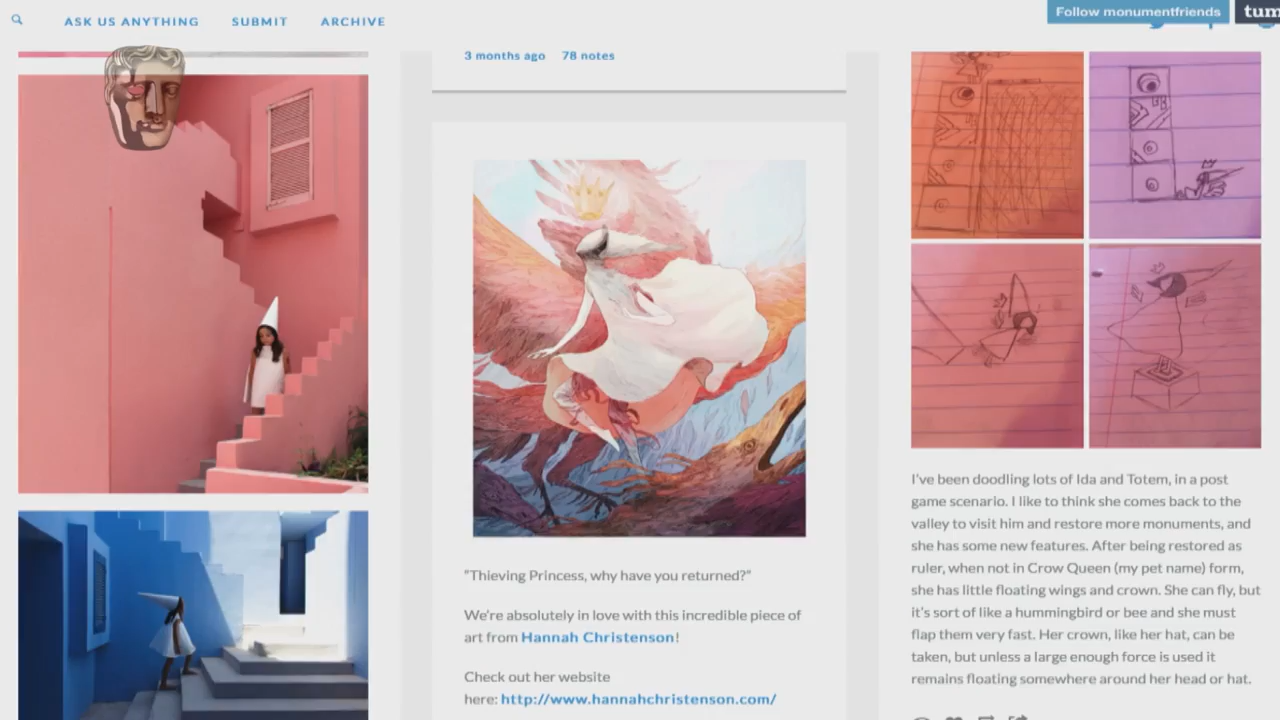 ASK US ANYTHING
SUBMIT
ARCHIVE
Follow monumentfriends
3 months ago 78 notes
"Thieving Princess, why have you returned?"
We're absolutely in love with this incredible piece of
art from Hannah Christenson!
Check out her website
here: http://www.hannahchristenson.com/
I've been doodling lots of Ida and Totem, in a post
game scenario. I like to think she comes back to the
valley to visit him and restore more monuments, and
she has some new features. After being restored as
ruler, when not in Crow Queen (my pet name) form,
she has little floating wings and crown. She can fly, but
it's sort of like a hummingbird or bee and she must
flap them very fast. Her crown, like her hat, can be
taken, but unless a large enough force is used it
remains floating somewhere around her head or hat.